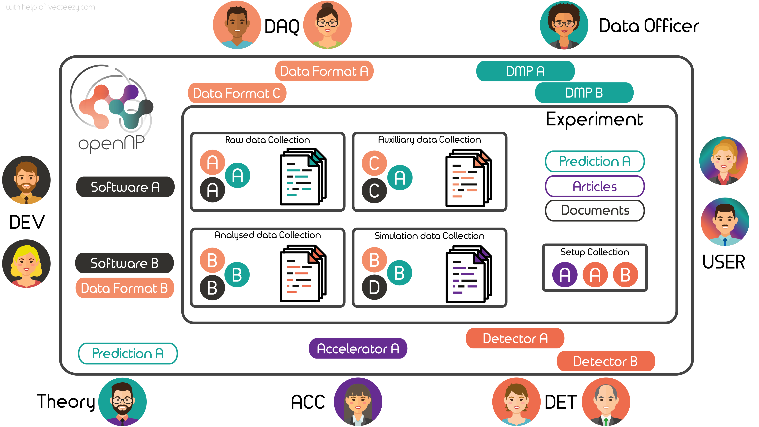 DAQ
Data Officer
Data Format A
DMP A
Data Format C
DMP B
openNP
Experiment
Raw data Collection
Auxilliary data Collection
A
A
A
C
A
C
Prediction A
Articles
Documents
Software A
DEV
Analysed data Collection
Simulation data Collection
B
B
B
B
B
D
Setup Collection
A
A
B
USER
Software B
Data Format B
Prediction A
Accelerator A
Detector A
Detector B
Theory
ACC
DET